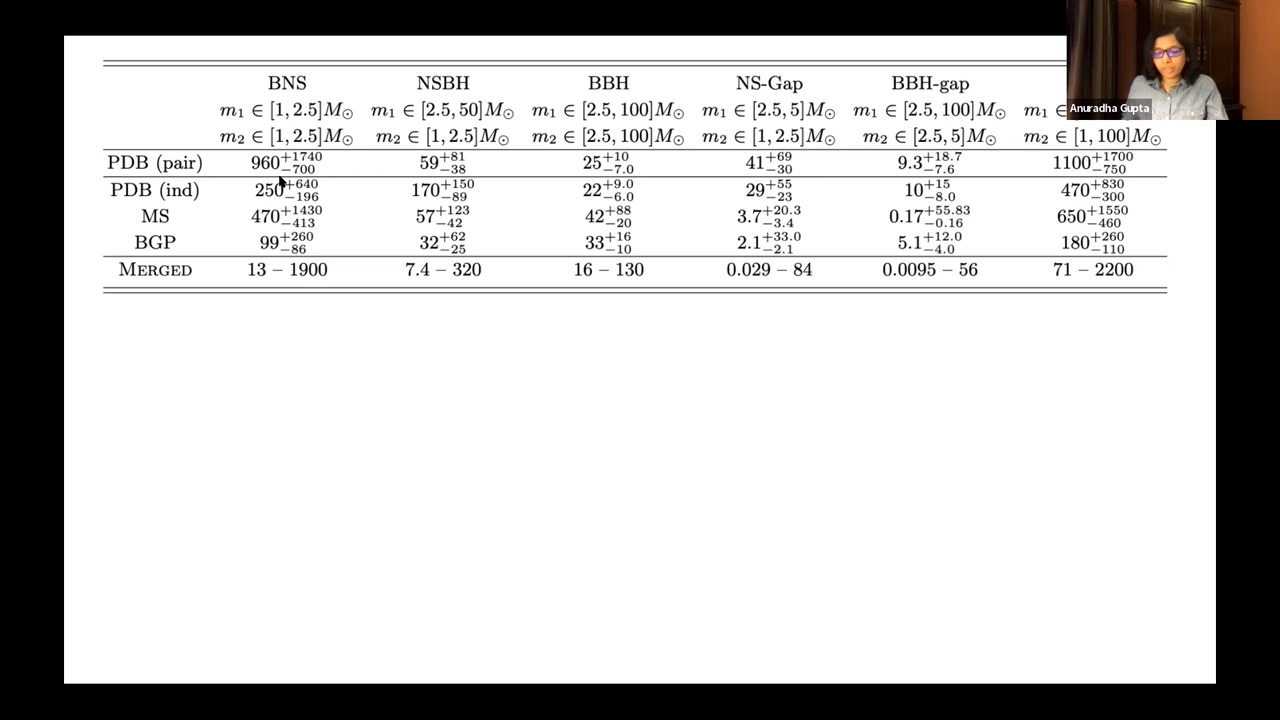 BNS NSBH BBH NS-Gap BBH-gap
m₁ ∈ [1, 2.5]M⊙ m₁ ∈ [2.5, 50]M⊙ m₁ ∈ [2.5, 100]M⊙ m₁ ∈ [2.5, 5]M⊙ m₁ ∈ [2.5, 100]M⊙ m₁ ∈
Anuradha Gupta
m₂ ∈ [1, 2.5]M⊙ m₂ ∈ [1, 2.5]M⊙ m₂ ∈ [2.5, 100]M⊙ m₂ ∈ [1, 2.5]M⊙ m₂ ∈ [2.5, 5]M⊙ m₂ ∈ [1, 100]M⊙
PDB (pair) 960^{+1740}_{−700} 59^{+81}_{−38} 25^{+10}_{−7.0} 41^{+69}_{−30} 9.3^{+18.7}_{−7.6} 1100^{+1700}_{−750}
PDB (ind) 250^{+640}_{−196} 170^{+150}_{−89} 22^{+9.0}_{−6.0} 29^{+55}_{−23} 10^{+15}_{−8.0} 470^{+830}_{−300}
MS 470^{+1430}_{−413} 57^{+123}_{−42} 42^{+88}_{−20} 3.7^{+20.3}_{−3.4} 0.17^{+55.83}_{−0.16} 650^{+1550}_{−460}
BGP 99^{+260}_{−86} 32^{+62}_{−25} 33^{+16}_{−10} 2.1^{+33.0}_{−2.1} 5.1^{+12.0}_{−4.0} 180^{+260}_{−110}
MERGED 13 – 1900 7.4 – 320 16 – 130 0.029 – 84 0.0095 – 56 71 – 2200